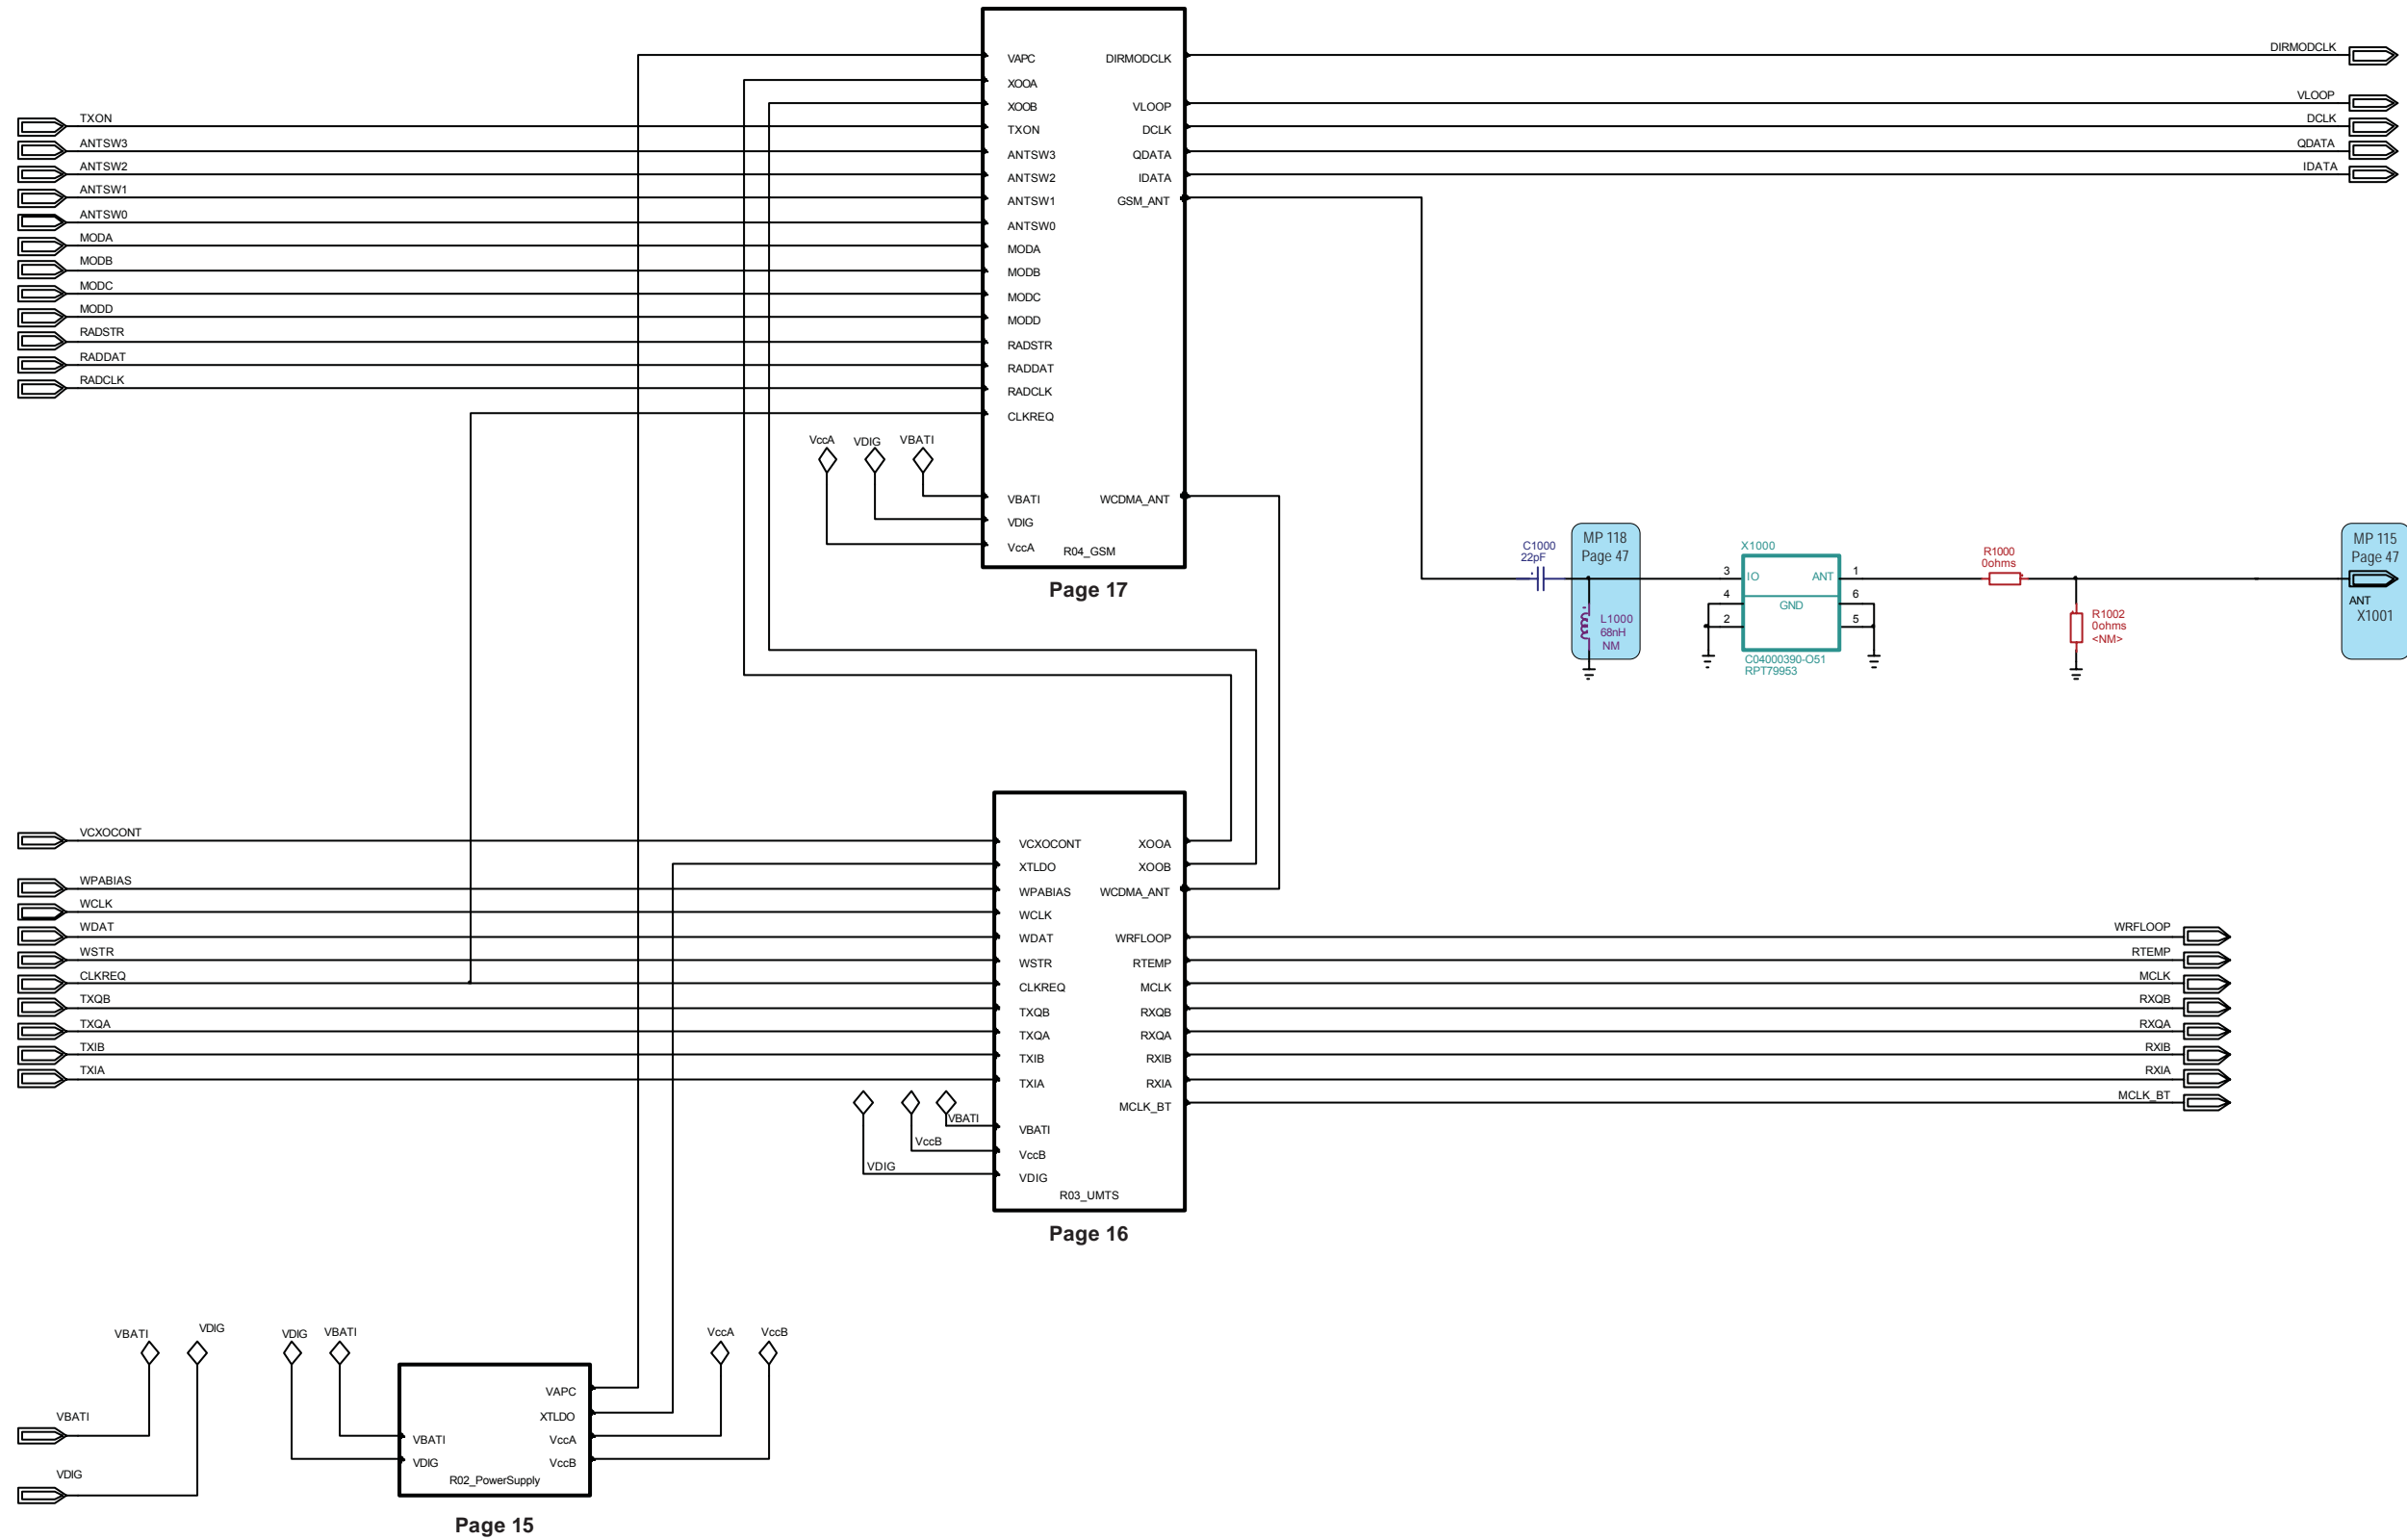 VAPC
XOOA
XOOB
TXON
ANTSW3
ANTSW2
ANTSW1
ANTSW0
MODA
MODB
MODC
MODD
RADSTR
RADDAT
RADCLK
CLKREQ
VBATI
VDIG
VccA
DIRMODCLK
VLOOP
DCLK
QDATA
IDATA
GSM_ANT
WCDMA_ANT
R04_GSM
Page 17
TXON
ANTSW3
ANTSW2
ANTSW1
ANTSW0
MODA
MODB
MODC
MODD
RADSTR
RADDAT
RADCLK
VccA
VDIG
VBATI
DIRMODCLK
VLOOP
DCLK
QDATA
IDATA
C1000
22pF
MP 118
Page 47
L1000
68nH
NM
X1000
3
IO
ANT
1
4
GND
6
2
5
C04000390-O51
RPT79953
R1000
0ohms
R1002
0ohms
<NM>
MP 115
Page 47
ANT
X1001
VCXOCONT
WPABIAS
WCLK
WDAT
WSTR
CLKREQ
TXQB
TXQA
TXIB
TXIA
VCXOCONT
XTLDO
WPABIAS
WCLK
WDAT
WSTR
CLKREQ
TXQB
TXQA
TXIB
TXIA
VBATI
VccB
VDIG
XOOA
XOOB
WCDMA_ANT
WRFLOOP
RTEMP
MCLK
RXQB
RXQA
RXIB
RXIA
MCLK_BT
R03_UMTS
Page 16
VBATI
VccB
VDIG
WRFLOOP
RTEMP
MCLK
RXQB
RXQA
RXIB
RXIA
MCLK_BT
VBATI
VDIG
VBATI
VDIG
VDIG
VBATI
VccA
VccB
VAPC
XTLDO
VccA
VccB
VBATI
VDIG
R02_PowerSupply
Page 15